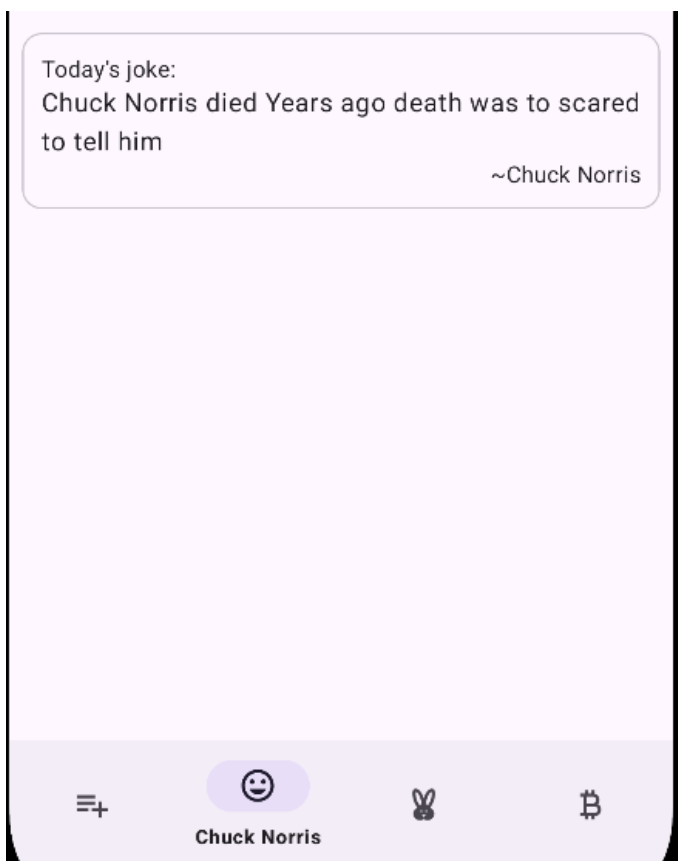 Today's joke:
Chuck Norris died Years ago death was to scared
to tell him
~Chuck Norris
Chuck Norris